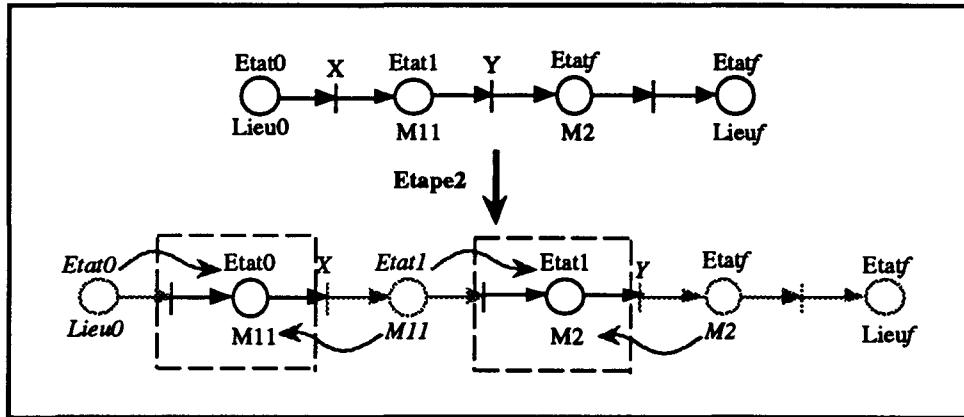 Etat0 X Etat1 Y Etatf Etatf
Lieu0 M11 M2 Lieuf
Etape2
Etat0 Etat0 X Etat1 Etat1 Y Etatf Etatf
Lieu0 M11 M11 M2 M2 Lieuf